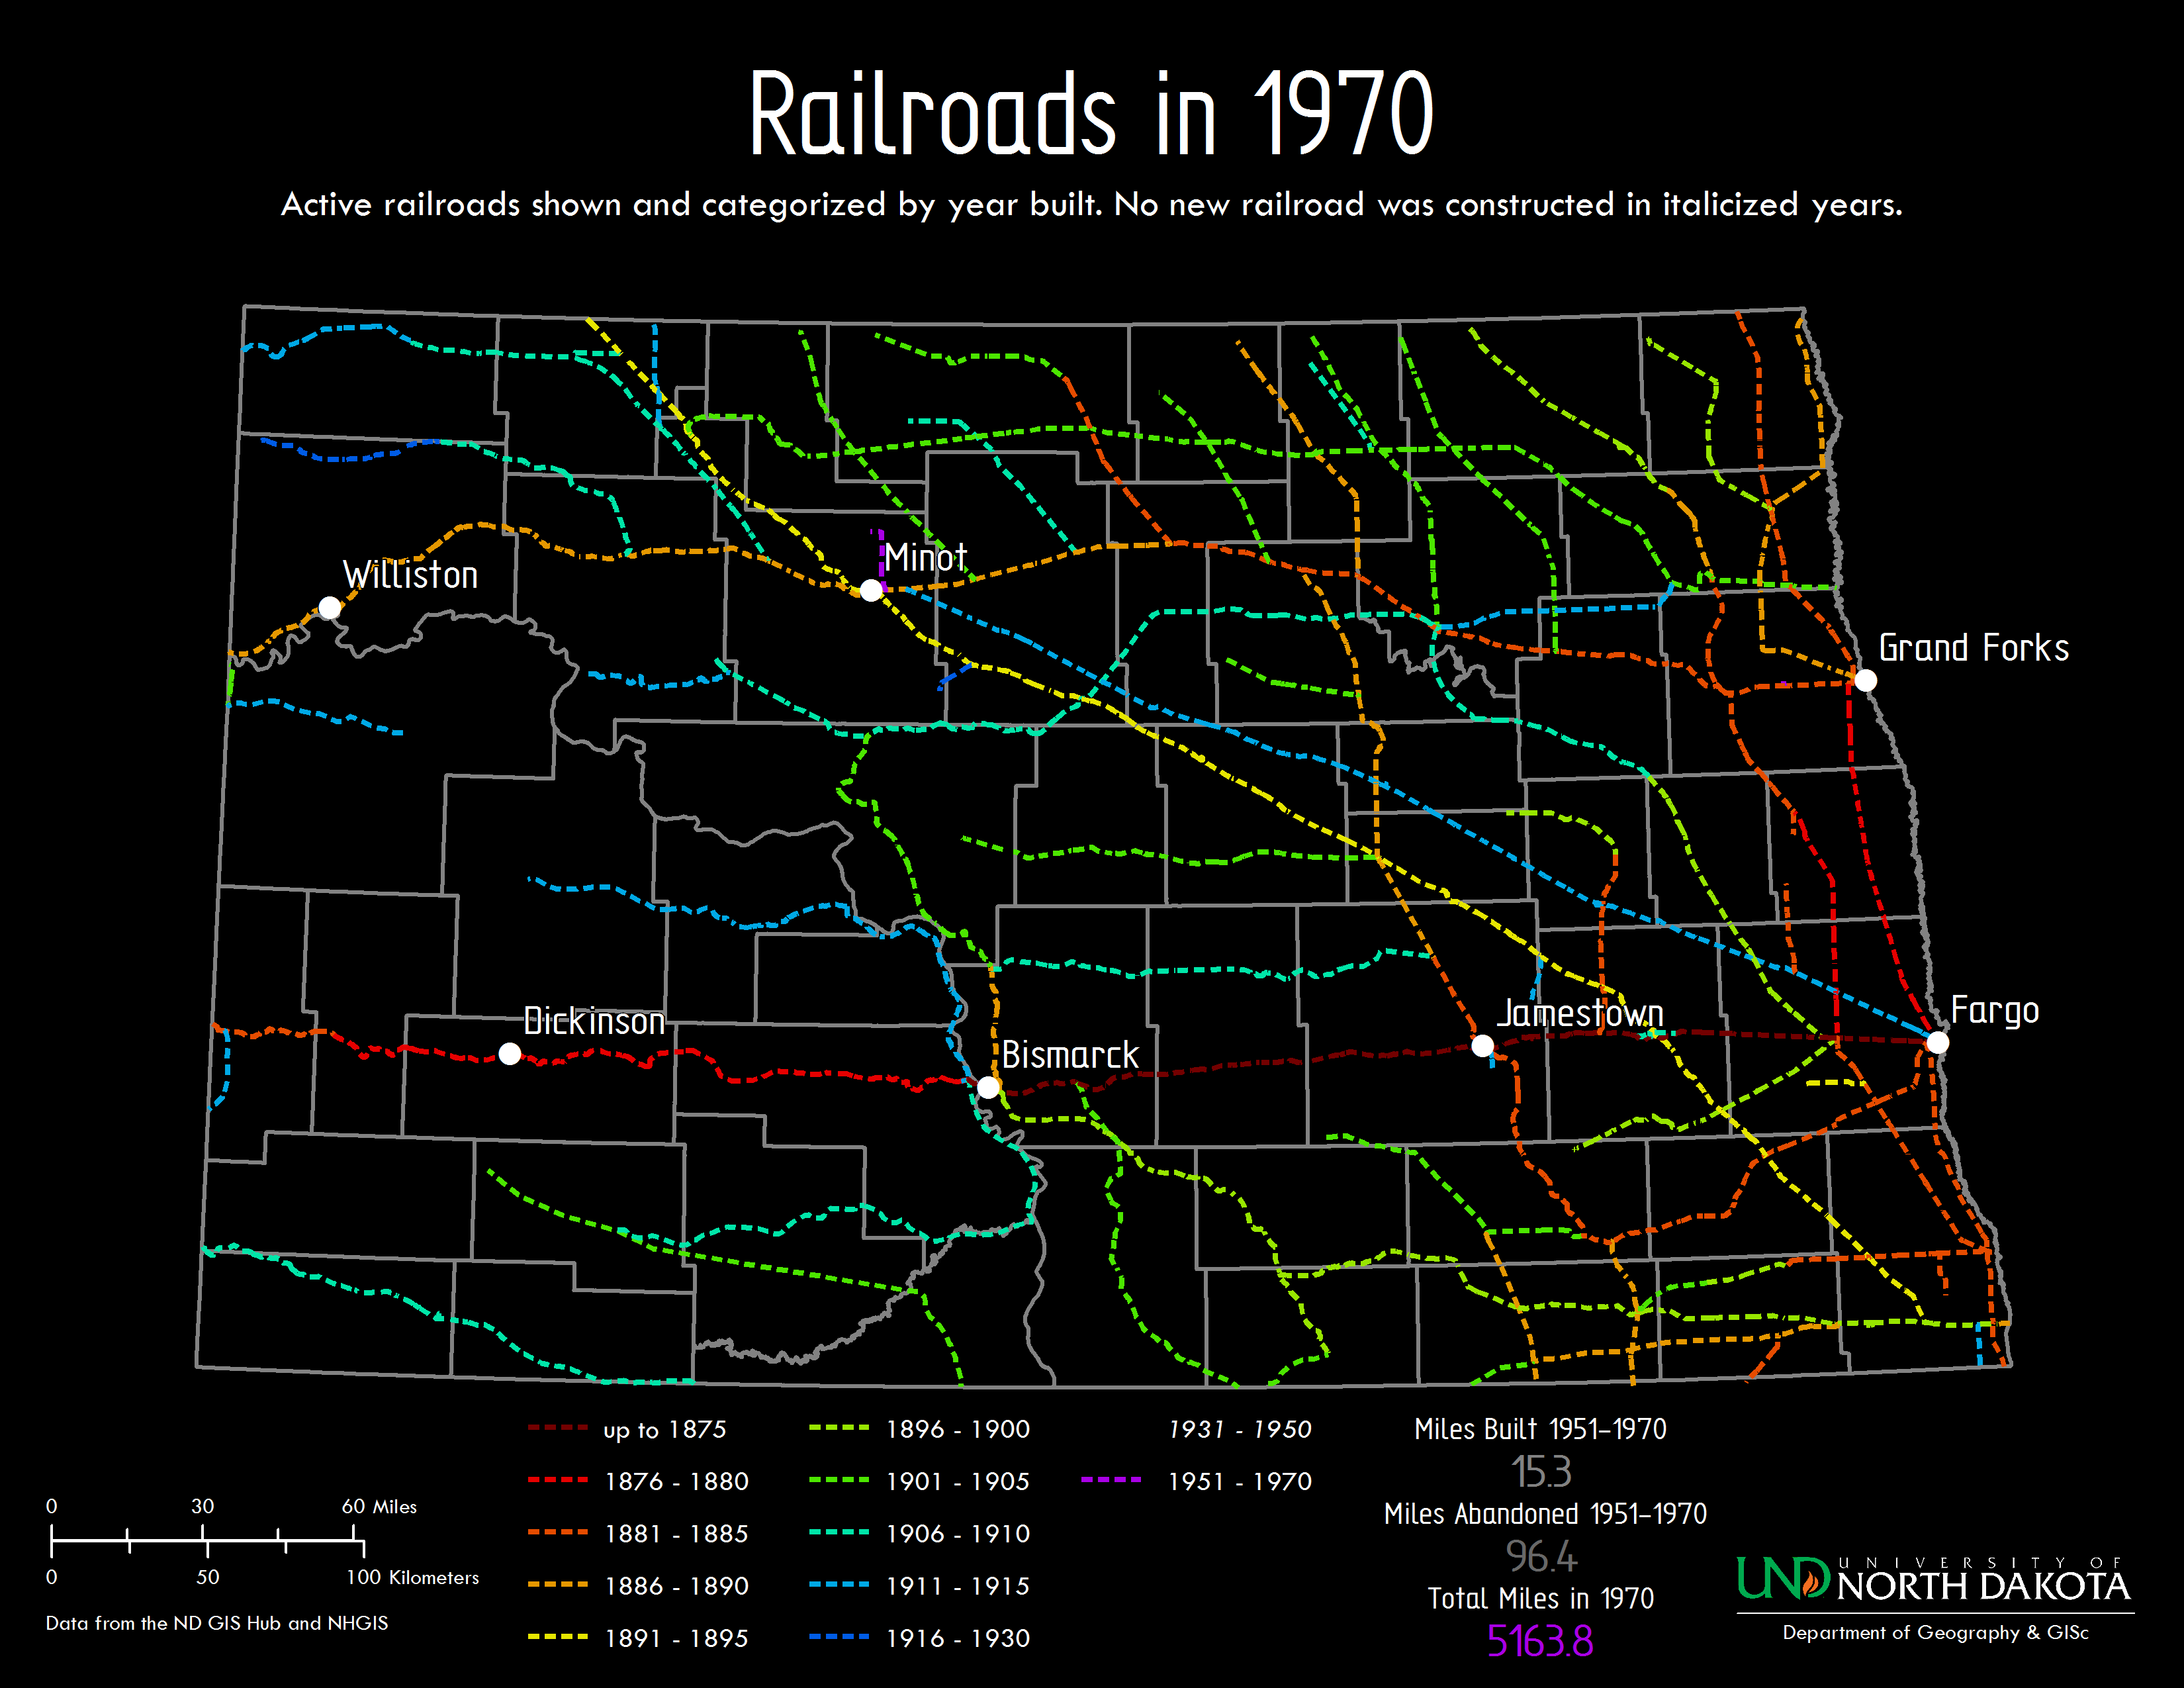 Railroads in 1970
Active railroads shown and categorized by year built. No new railroad was constructed in italicized years.
Minot
Williston
Grand Forks
Dickinson
Jamestown
Fargo
Bismarck
up to 1875
1876 - 1880
1881 - 1885
1886 - 1890
1891 - 1895
1896 - 1900
1901 - 1905
1906 - 1910
1911 - 1915
1916 - 1930
1931 - 1950
1951 - 1970
Miles Built 1951-1970
15.3
Miles Abandoned 1951-1970
96.4
Total Miles in 1970
5163.8
0 30 60 Miles
0 50 100 Kilometers
Data from the ND GIS Hub and NHGIS
UND
UNIVERSITY OF
NORTH DAKOTA
Department of Geography & GISc